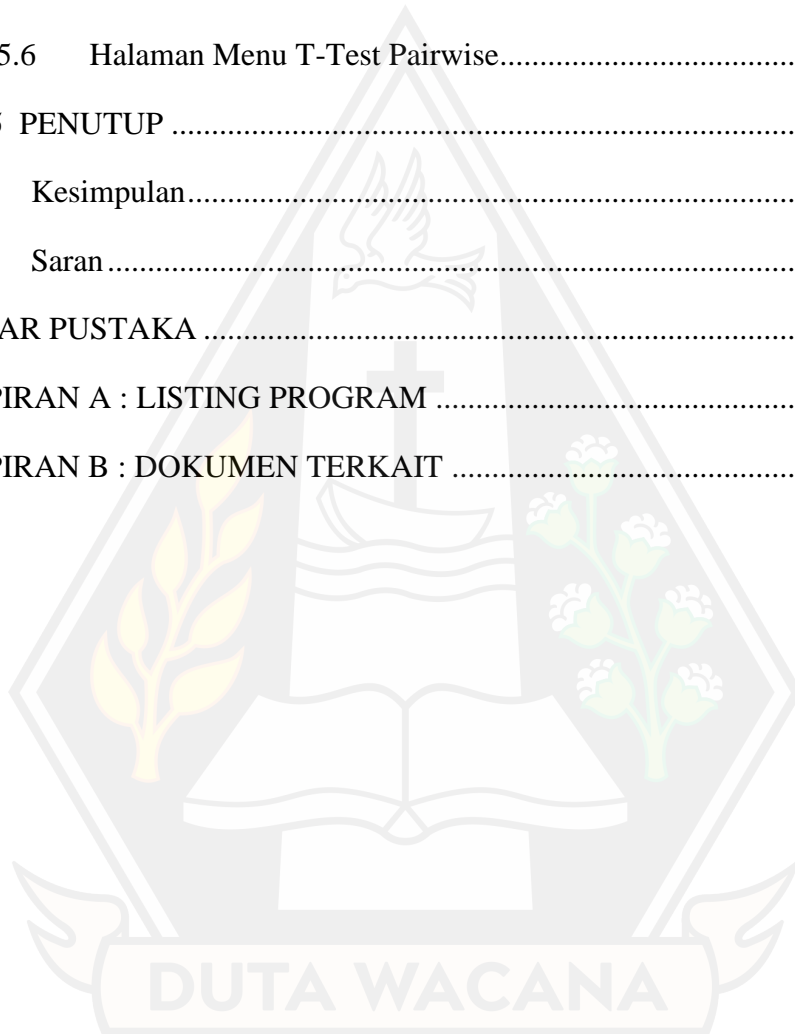 5.6 Halaman Menu T-Test Pairwise.....................................
PENUTUP ..............................................................................
Kesimpulan............................................................................
Saran......................................................................................
AR PUSTAKA ..........................................................................
PIRAN A : LISTING PROGRAM .............................................
PIRAN B : DOKUMEN TERKAIT ...........................................
DUTA WACANA